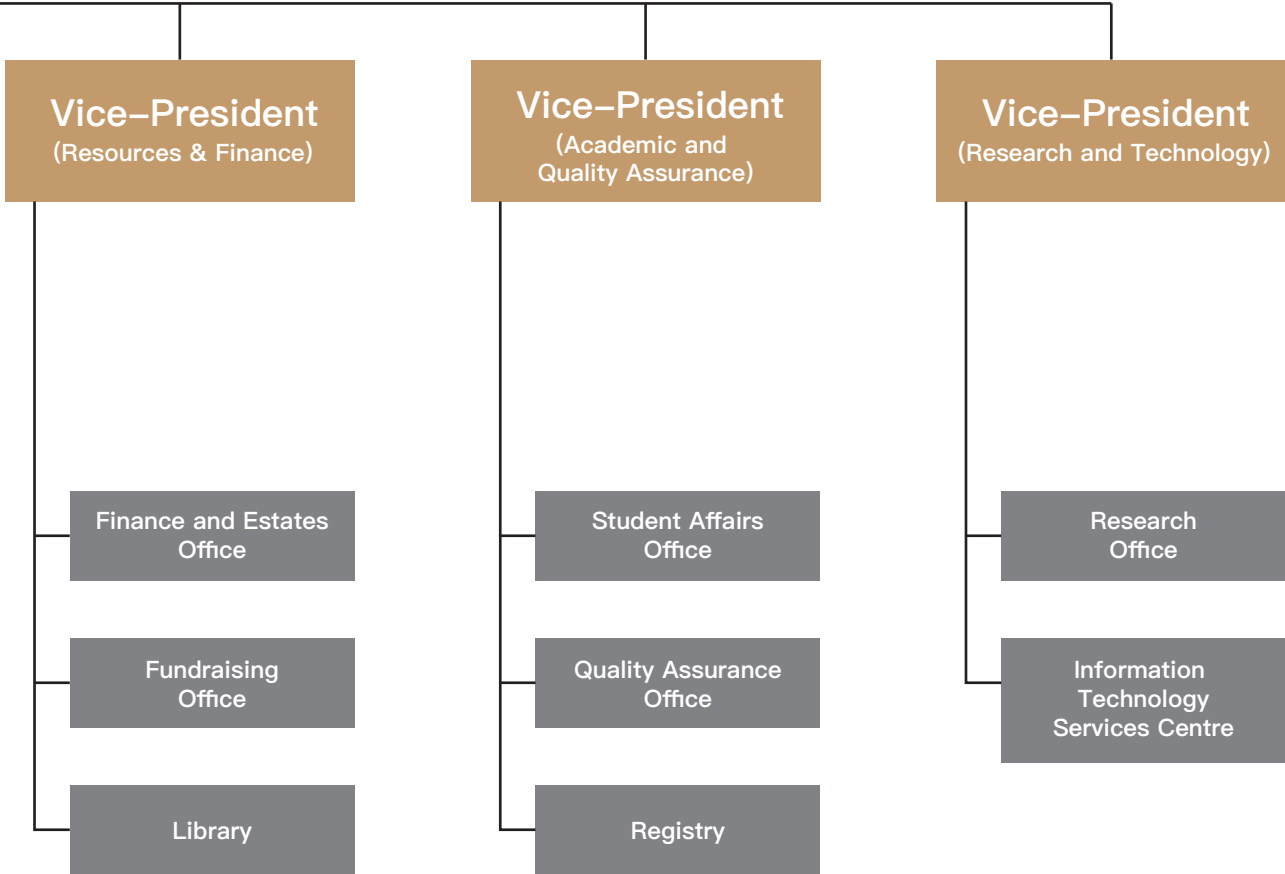 Vice–President
(Resources & Finance)
Vice–President
(Academic and
Quality Assurance)
Vice–President
(Research and Technology)
Finance and Estates
Office
Fundraising
Office
Library
Student Affairs
Office
Quality Assurance
Office
Registry
Research
Office
Information
Technology
Services Centre